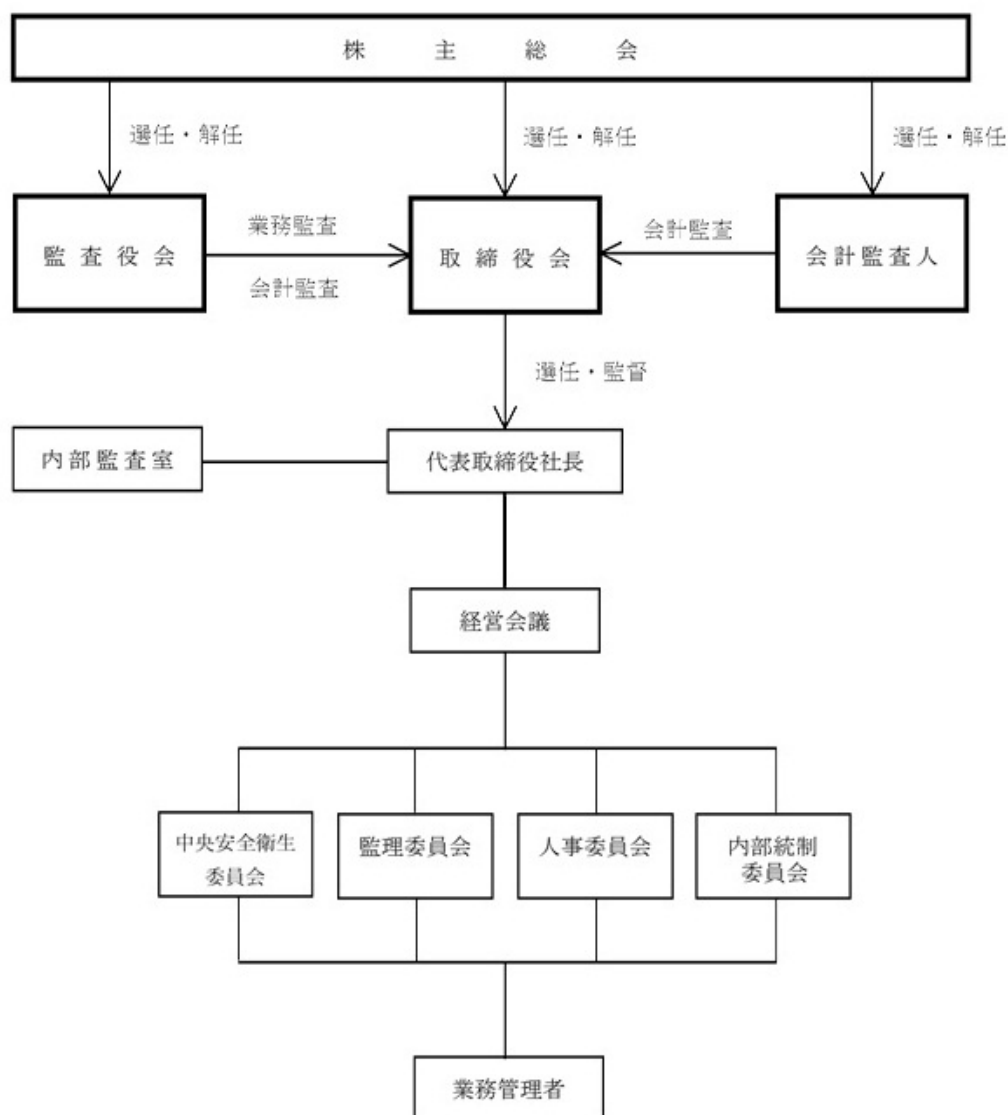 株主総会
選任・解任
選任・解任
選任・解任
監査役会
業務監査
会計監査
取締役会
会計監査
会計監査人
選任・監督
内部監査室
代表取締役社長
経営会議
中央安全衛生
委員会
監理委員会
人事委員会
内部統制
委員会
業務管理者